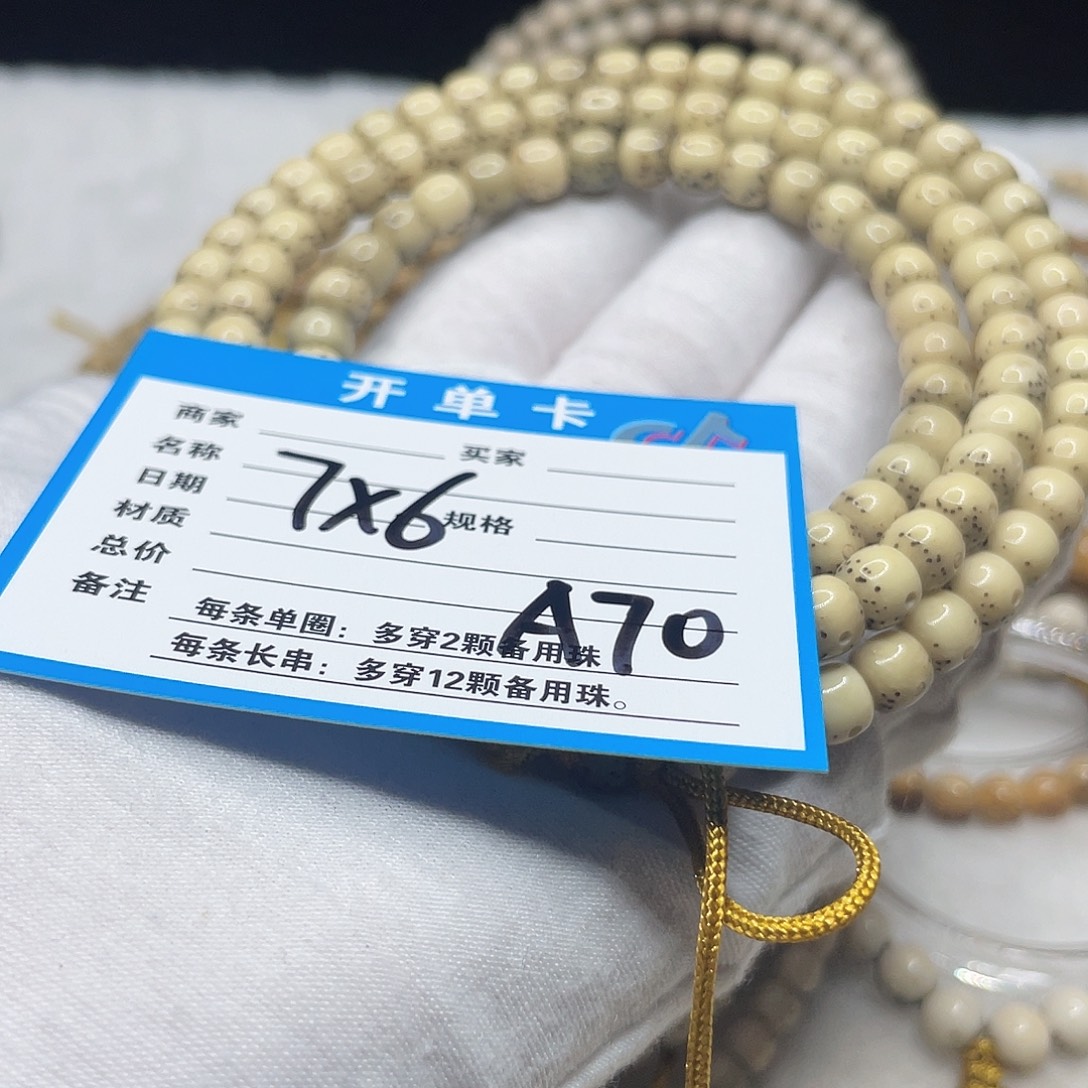 开单卡
商家 买家
名称
日期 7x6 规格
材质
总价
备注 A70
每条单圈：多穿2颗备用珠
每条长串：多穿12颗备用珠。